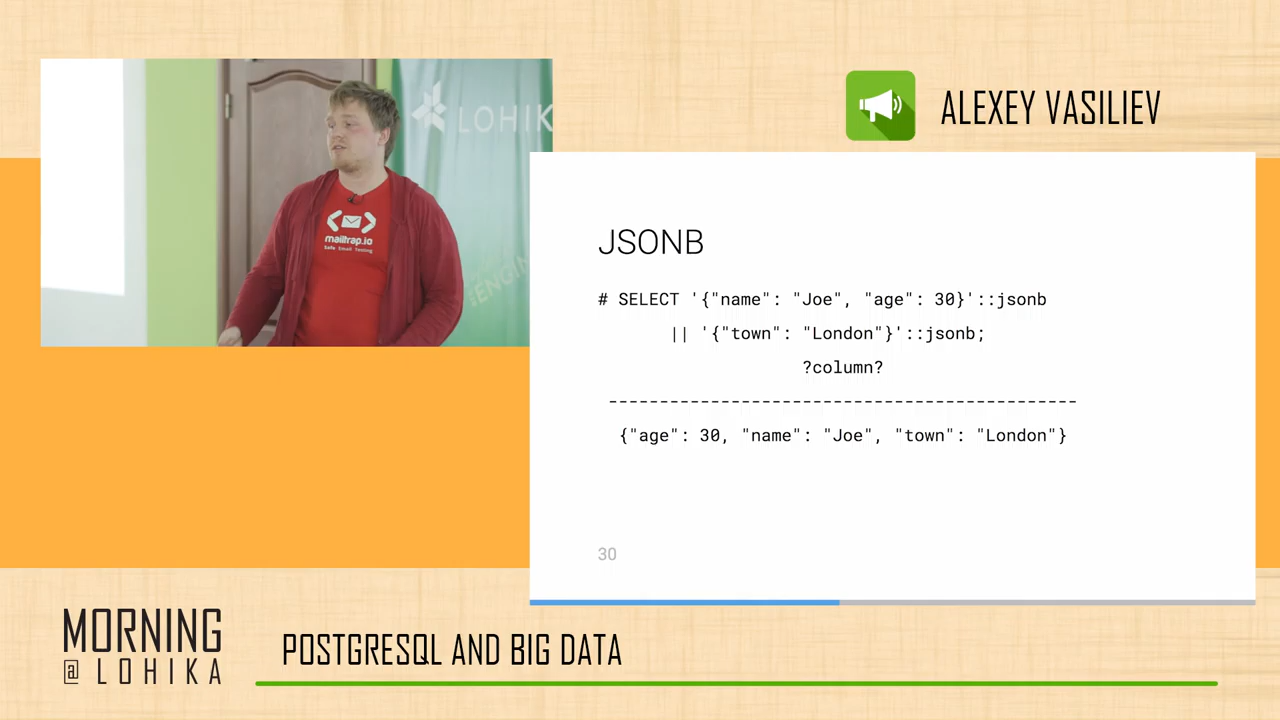 LOHIK
mailtrap.io
Safe Email Testing
ENGIN
ALEXEY VASILIEV
JSONB
# SELECT '{"name": "Joe", "age": 30}'::jsonb
|| '{"town": "London"}'::jsonb;
?column?
--------------------------------------------
{"age": 30, "name": "Joe", "town": "London"}
30
MORNING
@ LOHIKA
POSTGRESQL AND BIG DATA